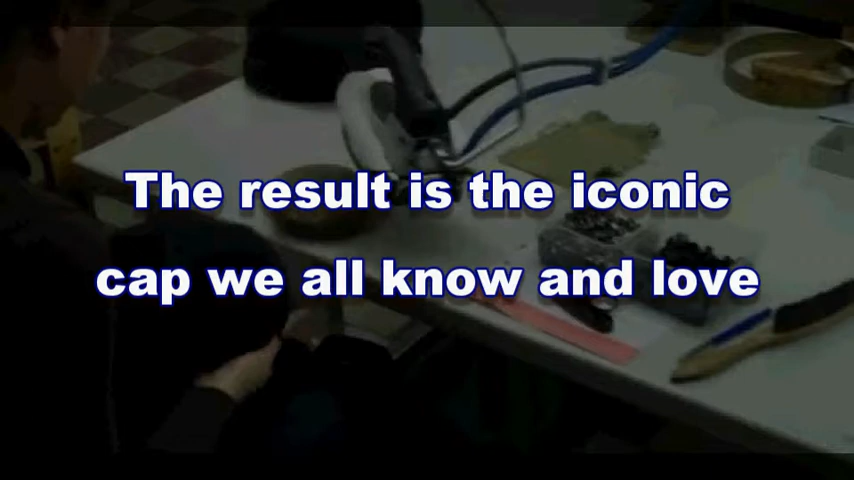 The result is the iconic
cap we all know and love